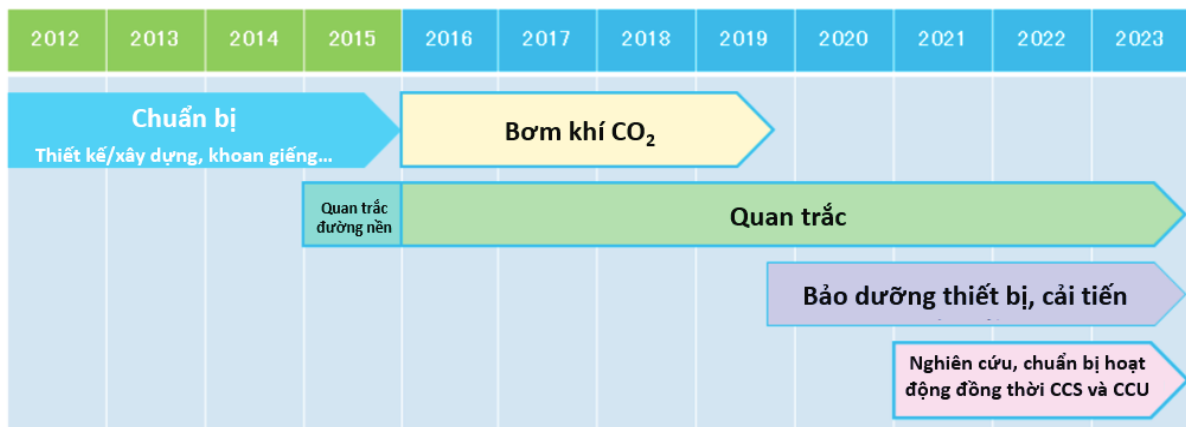 2012 2013 2014 2015 2016 2017 2018 2019 2020 2021 2022 2023
Chuẩn bị
Thiết kế/xây dựng, khoan giếng...
Bơm khí CO₂
Quan trắc
đường nền
Quan trắc
Bảo dưỡng thiết bị, cải tiến
Nghiên cứu, chuẩn bị hoạt
động đồng thời CCS và CCU